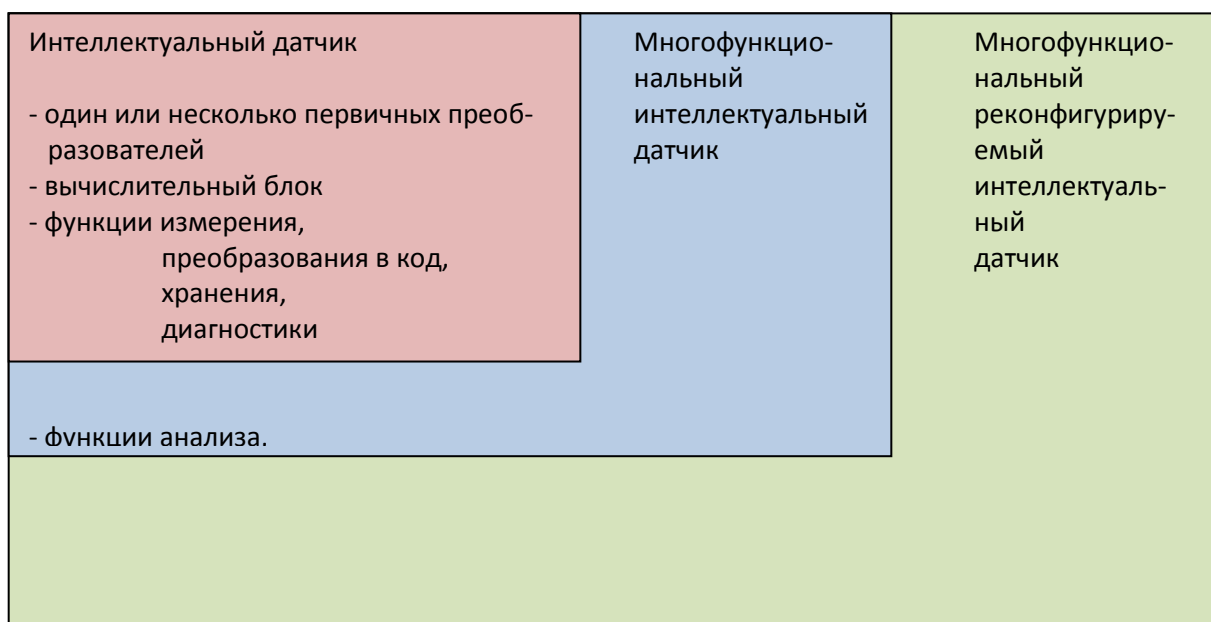 Интеллектуальный датчик
- один или несколько первичных преоб-
разователей
- вычислительный блок
- функции измерения,
преобразования в код,
хранения,
диагностики
Многофункцио-
нальный
интеллектуальный
датчик
- функции анализа.
Многофункцио-
нальный
реконфигурируе-
емый
интеллектуаль-
ный
датчик